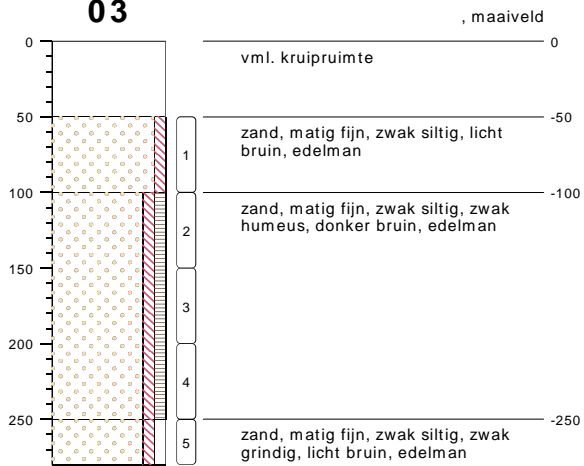 03
, maaiveld
0
0
vml. kruipruimte
50
-50
zand, matig fijn, zwak siltig, licht
bruin, edelman
1
100
-100
zand, matig fijn, zwak siltig, zwak
humeus, donker bruin, edelman
2
150
3
200
4
250
-250
zand, matig fijn, zwak siltig, zwak
grindig, licht bruin, edelman
5